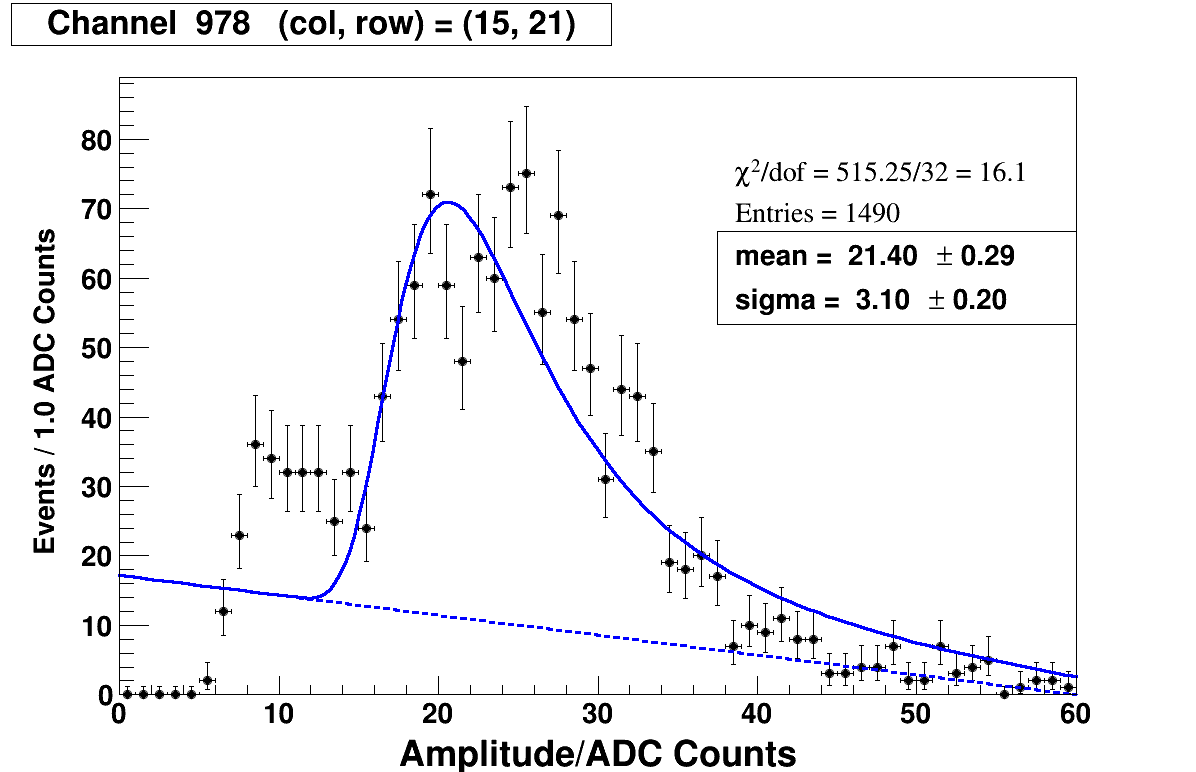 Channel 978 (col, row) = (15, 21)
χ²/dof = 515.25/32 = 16.1
Entries = 1490
mean = 21.40 ± 0.29
sigma = 3.10 ± 0.20
Events / 1.0 ADC Counts
80
70
60
50
40
30
20
10
0
0 10 20 30 40 50 60
Amplitude/ADC Counts